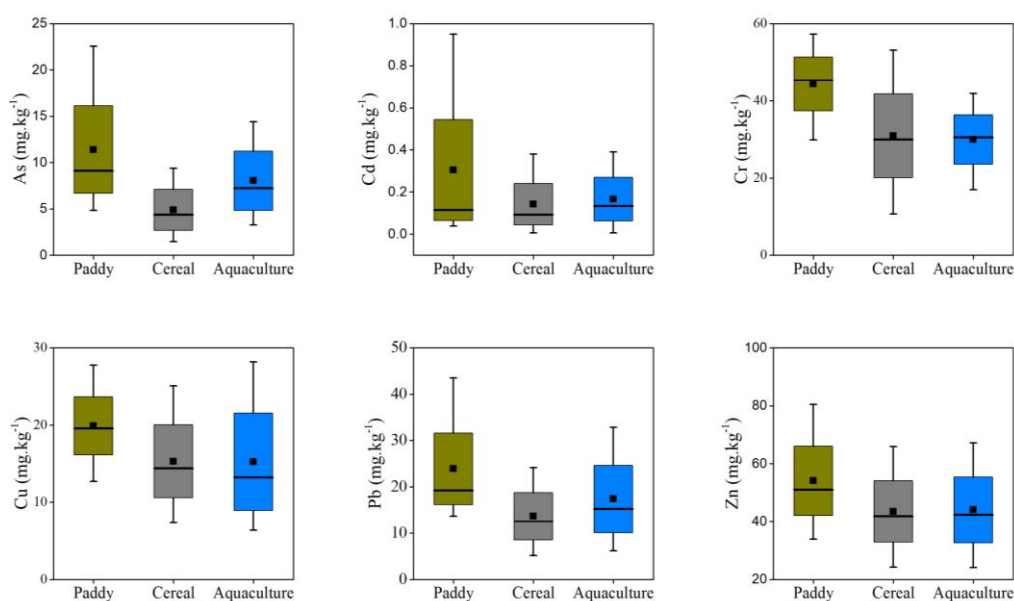 25
20
15
10
5
0
As (mg.kg-1)
Paddy Cereal Aquaculture
1.0
0.8
0.6
0.4
0.2
0.0
Cd (mg.kg-1)
Paddy Cereal Aquaculture
60
40
20
0
Cr (mg.kg-1)
Paddy Cereal Aquaculture
30
20
10
0
Cu (mg.kg-1)
Paddy Cereal Aquaculture
50
40
30
20
10
0
Pb (mg.kg-1)
Paddy Cereal Aquaculture
100
80
60
40
20
Zn (mg.kg-1)
Paddy Cereal Aquaculture